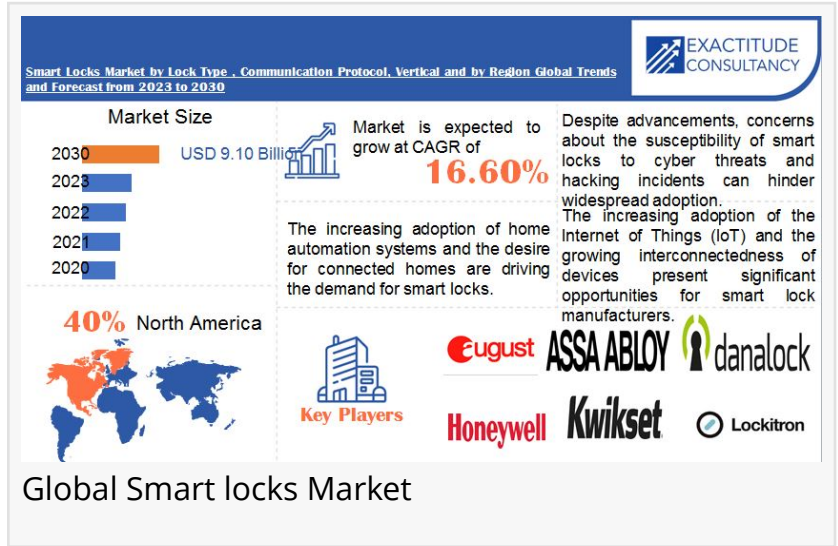 EXACTITUDE
CONSULTANCY
Smart Locks Market by Lock Type , Communication Protocol, Vertical and by Region Global Trends
and Forecast from 2023 to 2030
Market Size
2030
USD 9.10 Billion
2023
2022
2021
2020
Market is expected to
grow at CAGR of
16.60%
The increasing adoption of home
automation systems and the desire
for connected homes are driving
the demand for smart locks.
Despite advancements, concerns
about the susceptibility of smart
locks to cyber threats and
hacking incidents can hinder
widespread adoption.
The increasing adoption of the
Internet of Things (IoT) and the
growing interconnectedness of
devices present significant
opportunities for smart lock
manufacturers.
40% North America
Key Players
august
ASSA ABLOY
danalock
Honeywell
Kwikset
Lockitron
Global Smart locks Market